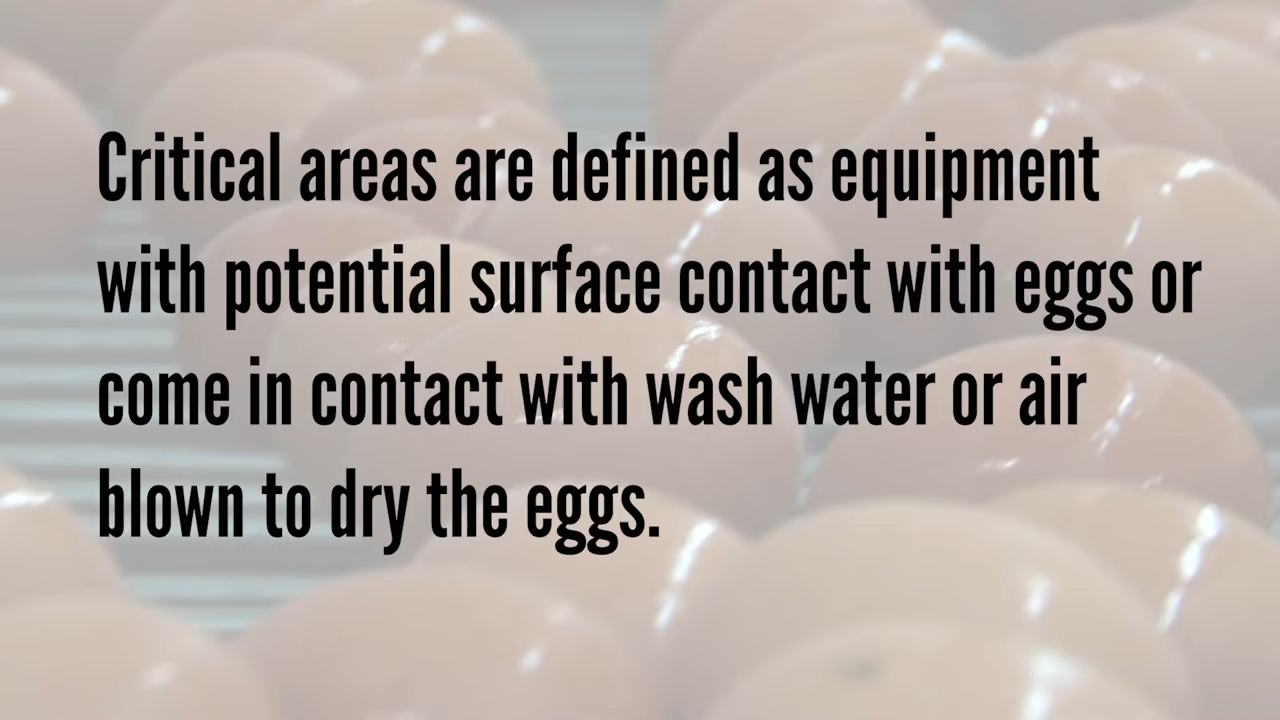 Critical areas are defined as equipment
with potential surface contact with eggs or
come in contact with wash water or air
blown to dry the eggs.